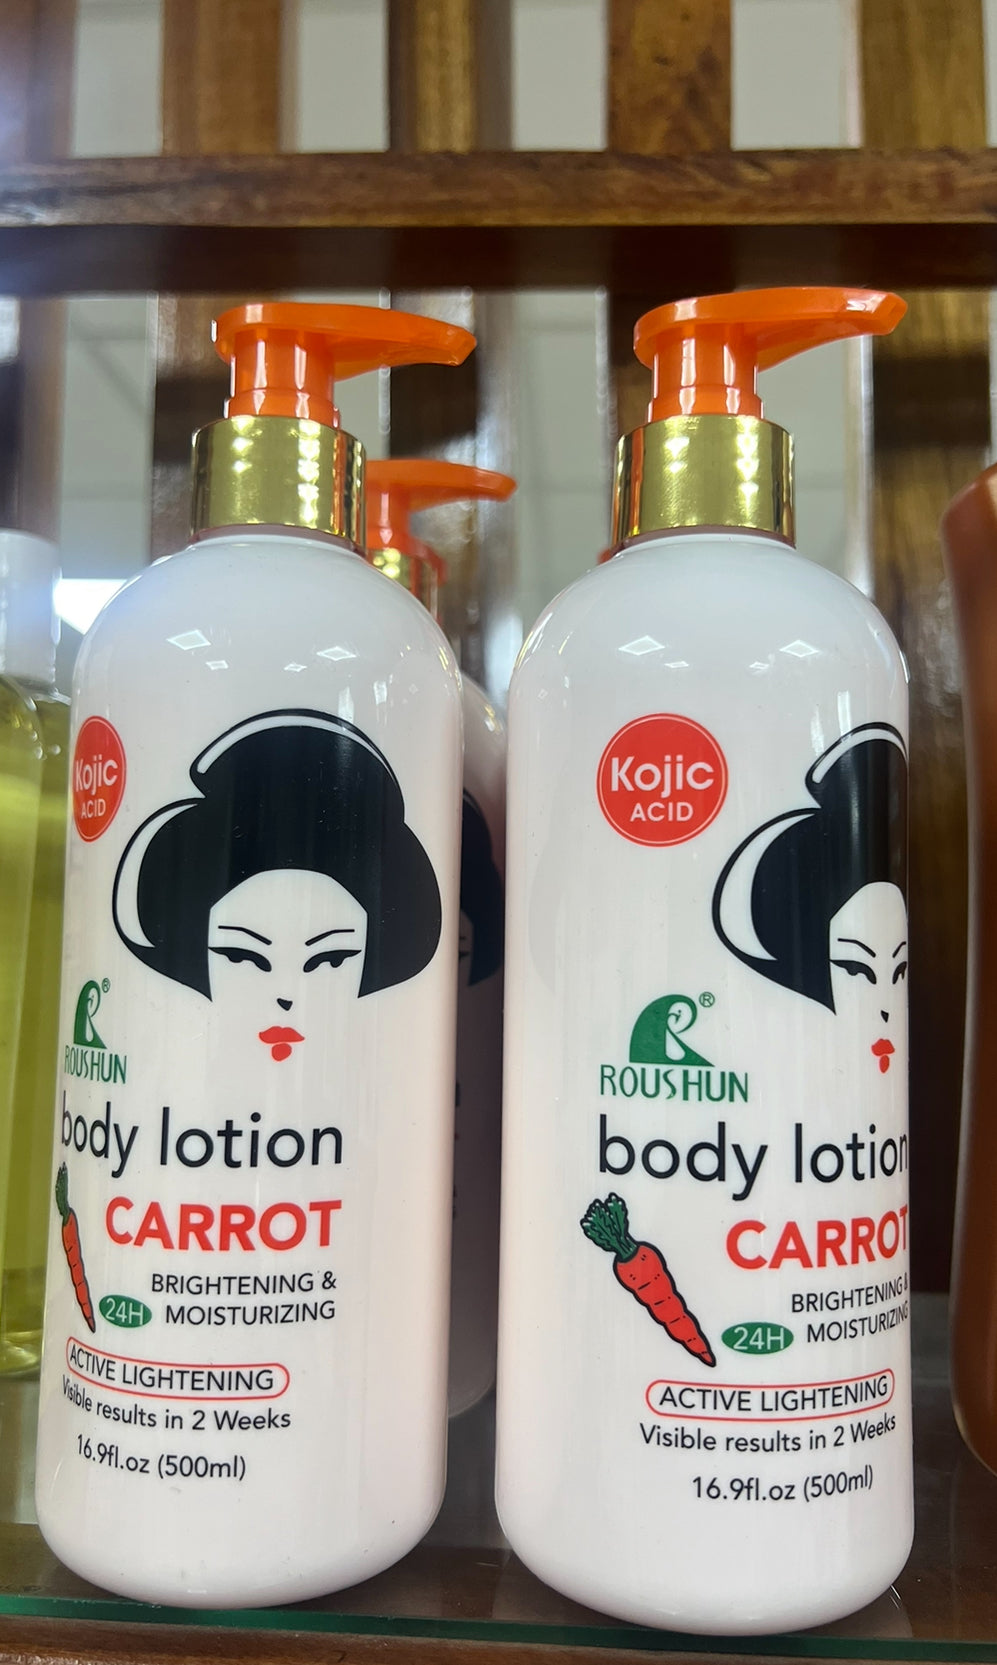 Kojic
ACID
®
ROUSHUN
body lotion
CARROT
BRIGHTENING &
24H MOISTURIZING
ACTIVE LIGHTENING
Visible results in 2 Weeks
16.9fl.oz (500ml)
Kojic
ACID
®
ROUSHUN
body lotion
CARROT
BRIGHTENING &
24H MOISTURIZING
ACTIVE LIGHTENING
Visible results in 2 Weeks
16.9fl.oz (500ml)